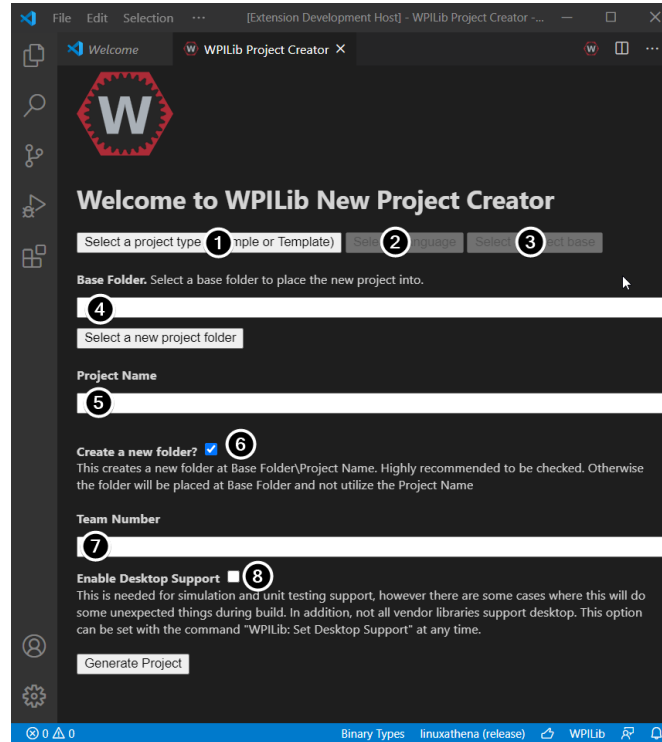 File Edit Selection ··· [Extension Development Host] - WPILib Project Creator -...
Welcome WPILib Project Creator
W
Welcome to WPILib New Project Creator
Select a project type 1 mple or Template) 2 nguage Select 3 ct base
Base Folder. Select a base folder to place the new project into.
4
Select a new project folder
Project Name
5
Create a new folder? 6
This creates a new folder at Base Folder\Project Name. Highly recommended to be checked. Otherwise
the folder will be placed at Base Folder and not utilize the Project Name
Team Number
7
Enable Desktop Support 8
This is needed for simulation and unit testing support, however there are some cases where this will do
some unexpected things during build. In addition, not all vendor libraries support desktop. This option
can be set with the command "WPILib: Set Desktop Support" at any time.
Generate Project
0 0 Binary Types linuxathena (release) WPILib